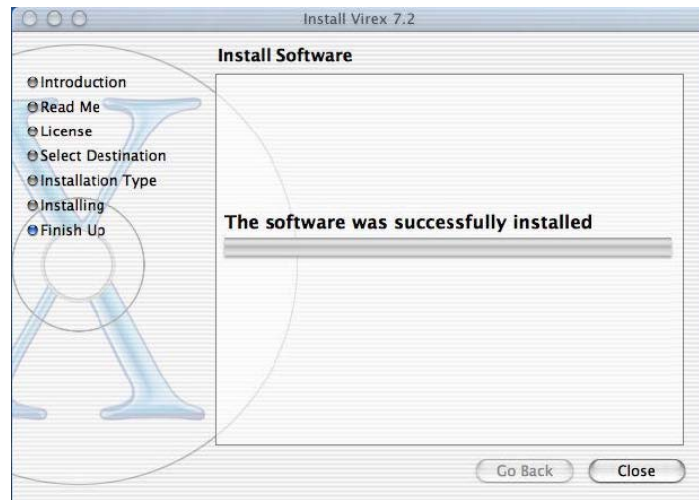 Install Virex 7.2
Install Software
Introduction
Read Me
License
Select Destination
Installation Type
Installing
Finish Up
The software was successfully installed
Go Back
Close